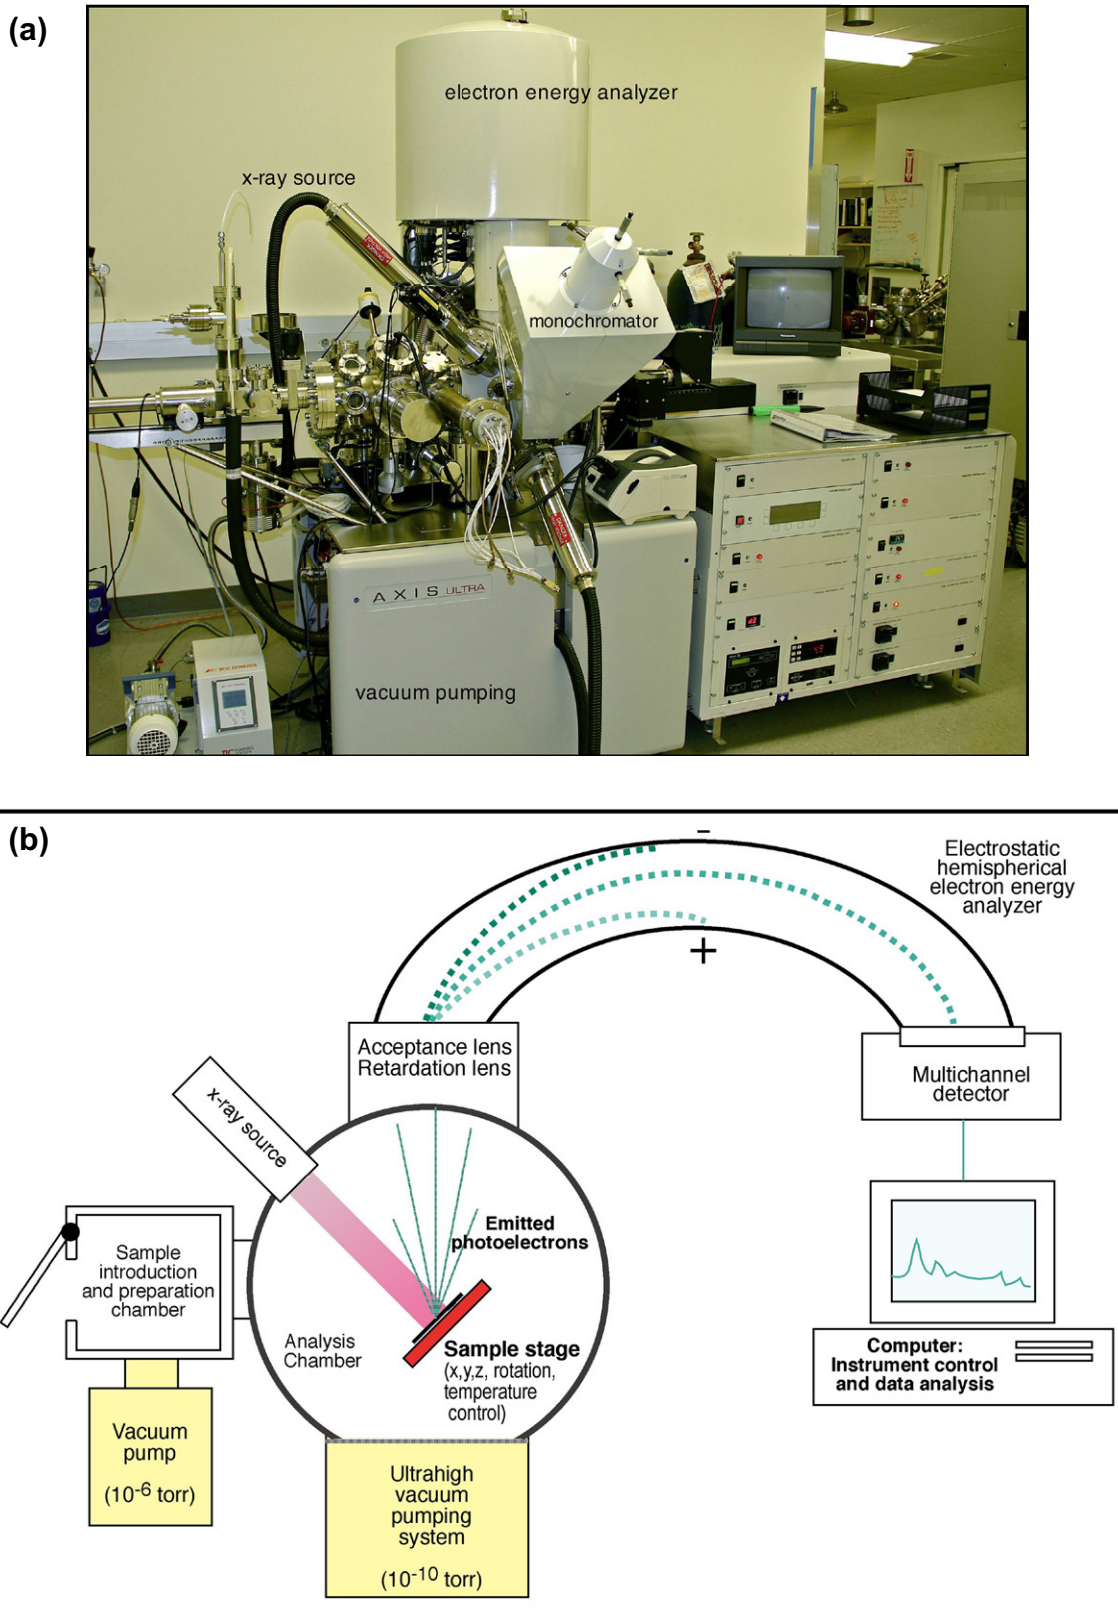 (a)
electron energy analyzer
x-ray source
monochromator
AXIS ULTRA
vacuum pumping
(b)
-
+
Electrostatic
hemispherical
electron energy
analyzer
Acceptance lens
Retardation lens
x-ray source
Multichannel
detector
Emitted
photoelectrons
Sample
introduction
and preparation
chamber
Analysis
Chamber
Sample stage
(x,y,z, rotation,
temperature
control)
Computer:
Instrument control
and data analysis
Vacuum
pump
(10-6 torr)
Ultrahigh
vacuum
pumping
system
(10-10 torr)